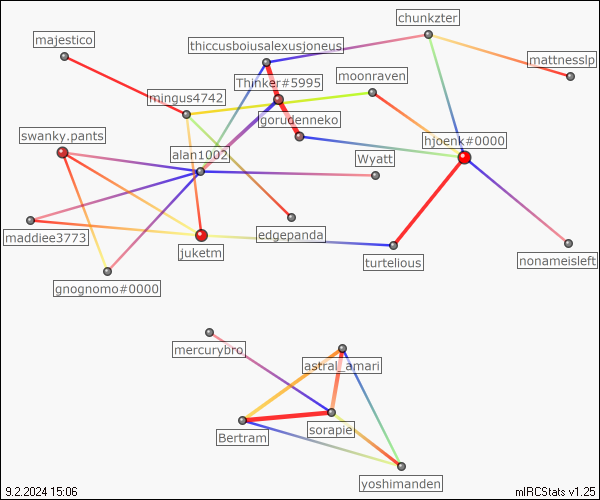 chunkzter
majestico
thiccusboiusalexusjoneus
mattnesslp
Thinker#5995
moonraven
mingus4742
gorudenneko
swanky.pants
hjoenk#0000
alan1002
Wyatt
maddiee3773
edgepanda
juketm
turtelious
nonameisleft
gnognomo#0000
mercurybro
astral_amari
Bertram
sorapie
yoshimanden
9.2.2024 15:06
mIRCStats v1.25